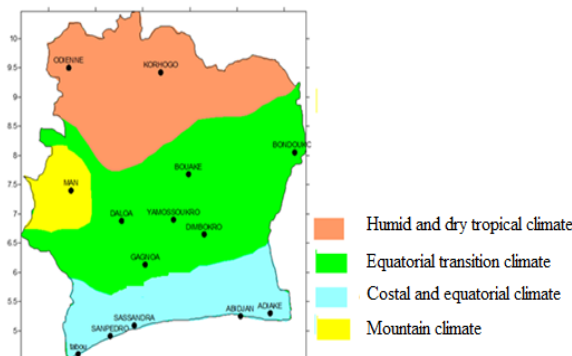 10
ODIENNE
KORHOGO
9.5
9
8.5
BONDOUKO
8
BOUAKE
7.5
MAN
7
DALOA
YAMOSSOUKRO
DIMBOKRO
6.5
GAGNOA
6
5.5
SASSANDRA
ABIDJAN
ADIAKE
5
SANPEDRO
tabou
Humid and dry tropical climate
Equatorial transition climate
Costal and equatorial climate
Mountain climate